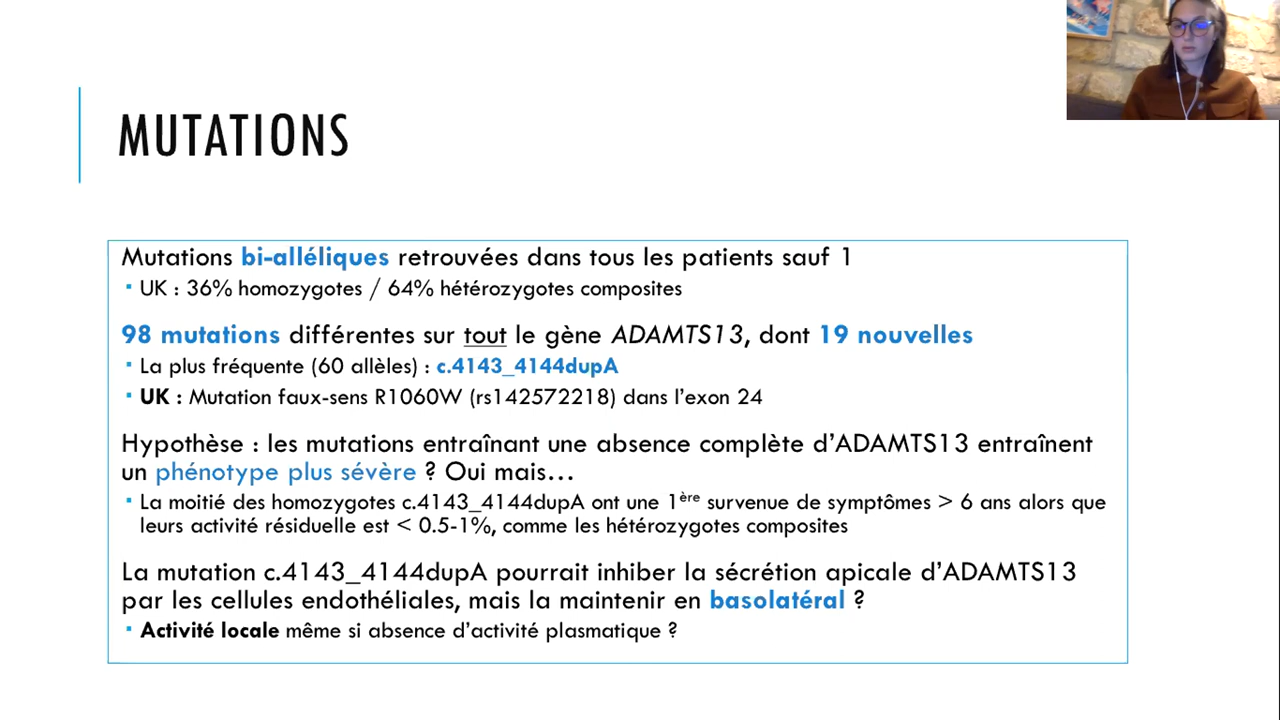 MUTATIONS
Mutations bi-alléliques retrouvées dans tous les patients sauf 1
▪ UK : 36% homozygotes / 64% hétérozygotes composites
98 mutations différentes sur tout le gène ADAMTS13, dont 19 nouvelles
▪ La plus fréquente (60 allèles) : c.4143_4144dupA
▪ UK : Mutation faux-sens R1060W (rs142572218) dans l’exon 24
Hypothèse : les mutations entraînant une absence complète d’ADAMTS13 entraînent
un phénotype plus sévère ? Oui mais…
▪ La moitié des homozygotes c.4143_4144dupA ont une 1ère survenue de symptômes > 6 ans alors que
leurs activité résiduelle est < 0.5-1%, comme les hétérozygotes composites
La mutation c.4143_4144dupA pourrait inhiber la sécrétion apicale d’ADAMTS13
par les cellules endothéliales, mais la maintenir en basolatéral ?
▪ Activité locale même si absence d’activité plasmatique ?